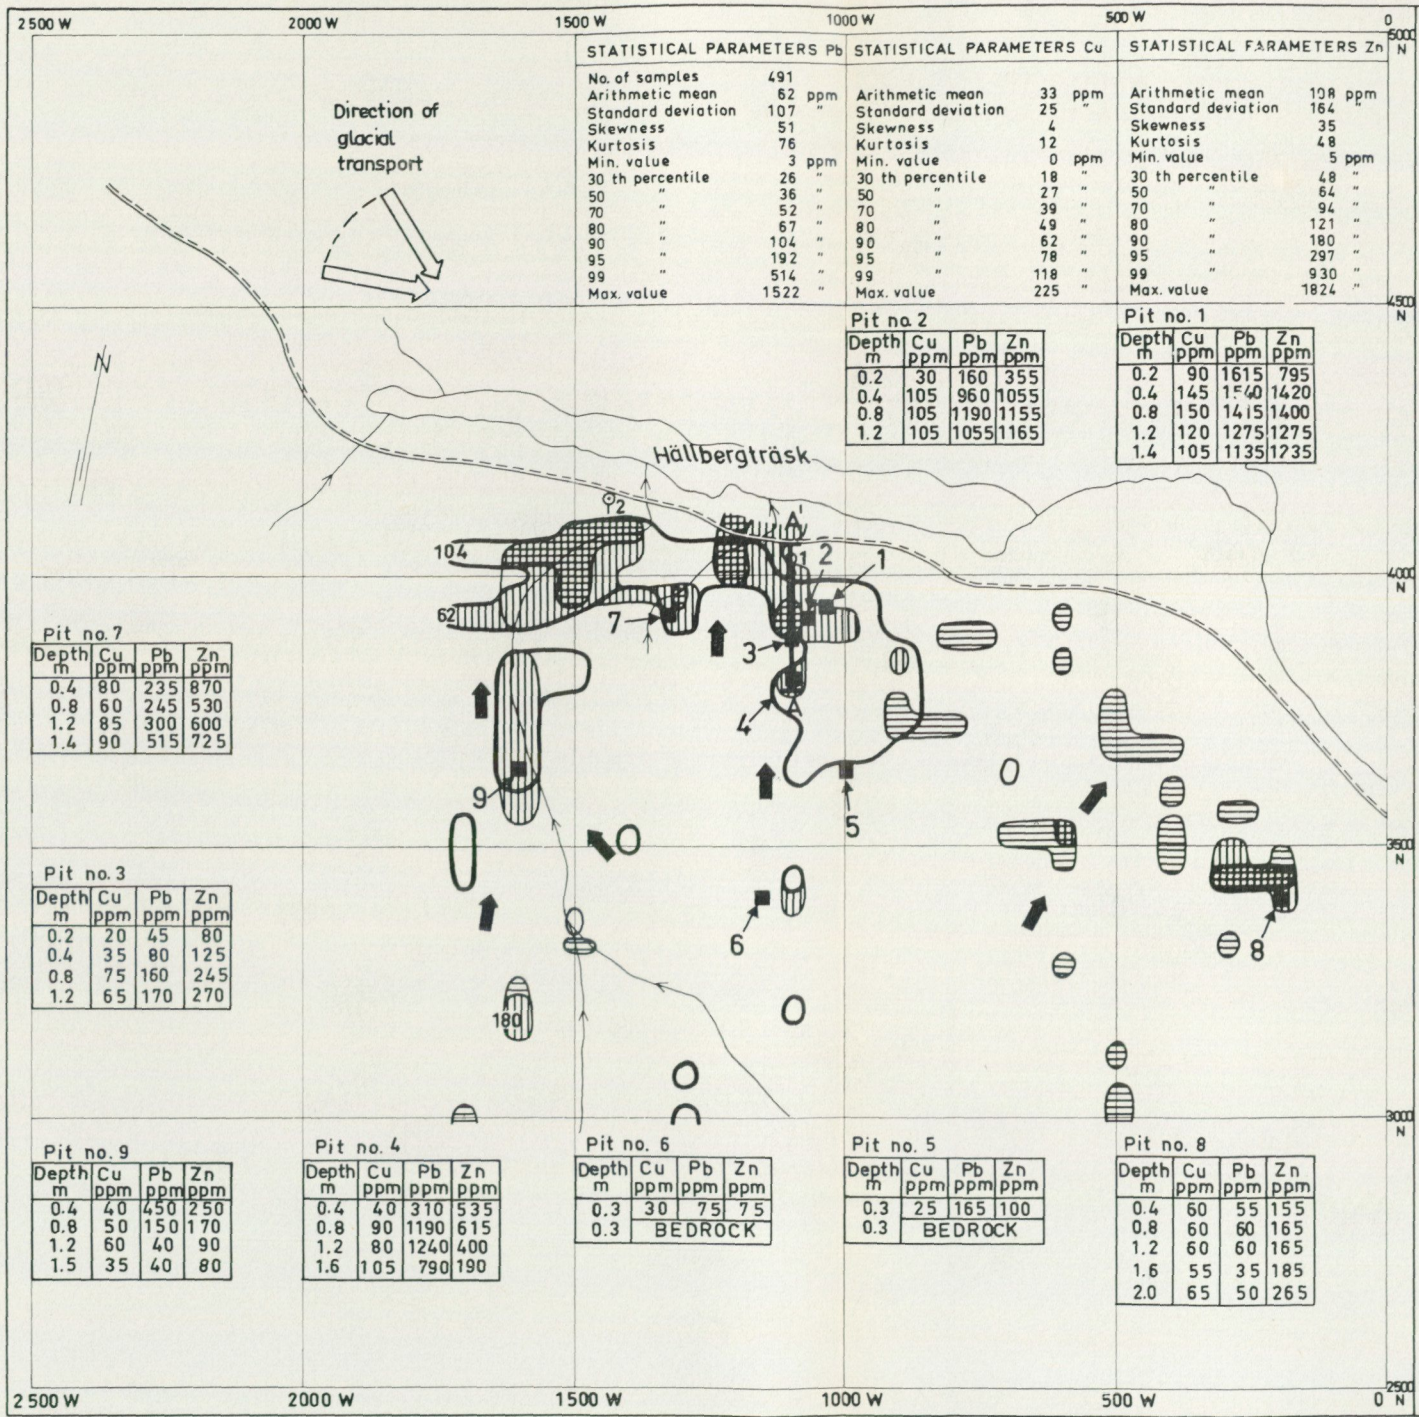 2 500 W 2000 W 1500 W 1000 W 500 W 0
5000 N
Direction of
glacial
transport
STATISTICAL PARAMETERS Pb
No. of samples 491
Arithmetic mean 62 ppm
Standard deviation 107 "
Skewness 51
Kurtosis 76
Min. value 3 ppm
30 th percentile 26 "
50 " 36 "
70 " 52 "
80 " 67 "
90 " 104 "
95 " 192 "
99 " 514 "
Max. value 1522 "
STATISTICAL PARAMETERS Cu
Arithmetic mean 33 ppm
Standard deviation 25 "
Skewness 4
Kurtosis 12
Min. value 0 ppm
30 th percentile 18 "
50 " 27 "
70 " 39 "
80 " 49 "
90 " 62 "
95 " 78 "
99 " 118 "
Max. value 225 "
STATISTICAL PARAMETERS Zn
Arithmetic mean 108 ppm
Standard deviation 164 "
Skewness 35
Kurtosis 48
Min. value 5 ppm
30 th percentile 48 "
50 " 64 "
70 " 94 "
80 " 121 "
90 " 180 "
95 " 297 "
99 " 930 "
Max. value 1824 "
4500 N
N
Pit no. 2
Depth m Cu ppm Pb ppm Zn ppm
0.2 30 160 355
0.4 105 960 1055
0.8 105 1190 1155
1.2 105 1055 1165
Pit no. 1
Depth m Cu ppm Pb ppm Zn ppm
0.2 90 1615 795
0.4 145 1540 1420
0.8 150 1415 1400
1.2 120 1275 1275
1.4 105 1135 1235
Hällbergträsk
2
A'
104
1
2 1
4000 N
62
7
3
4
A
Pit no. 7
Depth m Cu ppm Pb ppm Zn ppm
0.4 80 235 870
0.8 60 245 530
1.2 85 300 600
1.4 90 515 725
9
5
3500 N
Pit no. 3
Depth m Cu ppm Pb ppm Zn ppm
0.2 20 45 80
0.4 35 80 125
0.8 75 160 245
1.2 65 170 270
6
8
180
3000 N
Pit no. 9
Depth m Cu ppm Pb ppm Zn ppm
0.4 40 450 250
0.8 50 150 170
1.2 60 40 90
1.5 35 40 80
Pit no. 4
Depth m Cu ppm Pb ppm Zn ppm
0.4 40 310 535
0.8 90 1190 615
1.2 80 1240 400
1.6 105 790 190
Pit no. 6
Depth m Cu ppm Pb ppm Zn ppm
0.3 30 75 75
0.3 BEDROCK
Pit no. 5
Depth m Cu ppm Pb ppm Zn ppm
0.3 25 165 100
0.3 BEDROCK
Pit no. 8
Depth m Cu ppm Pb ppm Zn ppm
0.4 60 55 155
0.8 60 60 165
1.2 60 60 165
1.6 55 35 185
2.0 65 50 265
2500 N
2 500 W 2000 W 1500 W 1000 W 500 W 0